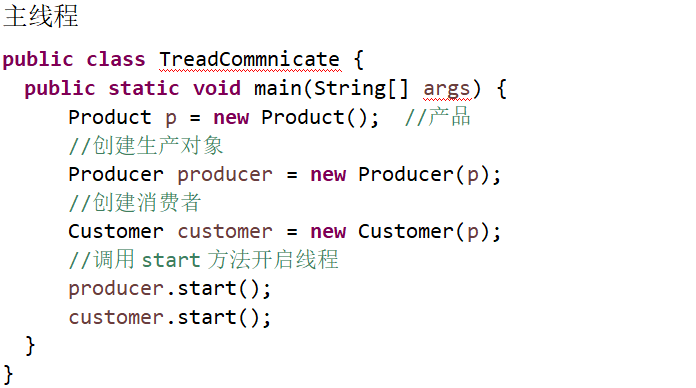 主线程
public class TreadCommnicate {
public static void main(String[] args) {
Product p = new Product(); //产品
//创建生产对象
Producer producer = new Producer(p);
//创建消费者
Customer customer = new Customer(p);
//调用 start 方法开启线程
producer.start();
customer.start();
}
}